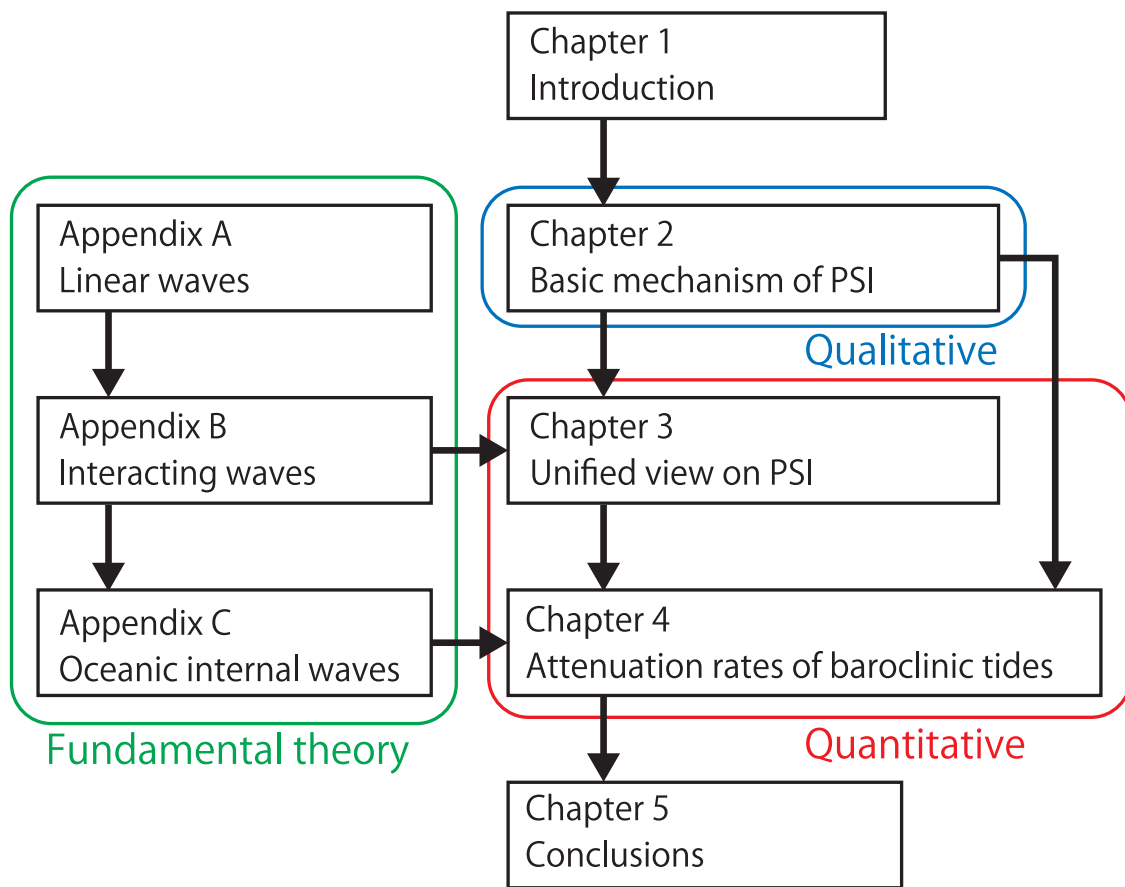 Chapter 1
Introduction
Appendix A
Linear waves
Chapter 2
Basic mechanism of PSI
Qualitative
Appendix B
Interacting waves
Chapter 3
Unified view on PSI
Appendix C
Oceanic internal waves
Chapter 4
Attenuation rates of baroclinic tides
Fundamental theory
Quantitative
Chapter 5
Conclusions